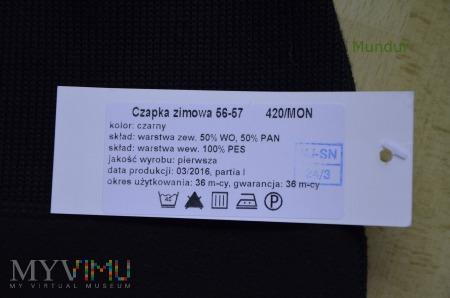 Mundur
Czapka zimowa 56-57 420/MON
kolor: czarny
skład: warstwa zew. 50% WO, 50% PAN
skład: warstwa wew. 100% PES
jakość wyrobu: pierwsza
data produkcji: 03/2016, partia I
okres użytkowania: 36 m-cy, gwarancja: 36 m-cy
P
-SN
24/3
MYVIMU
MY VIRTUAL MUSEUM